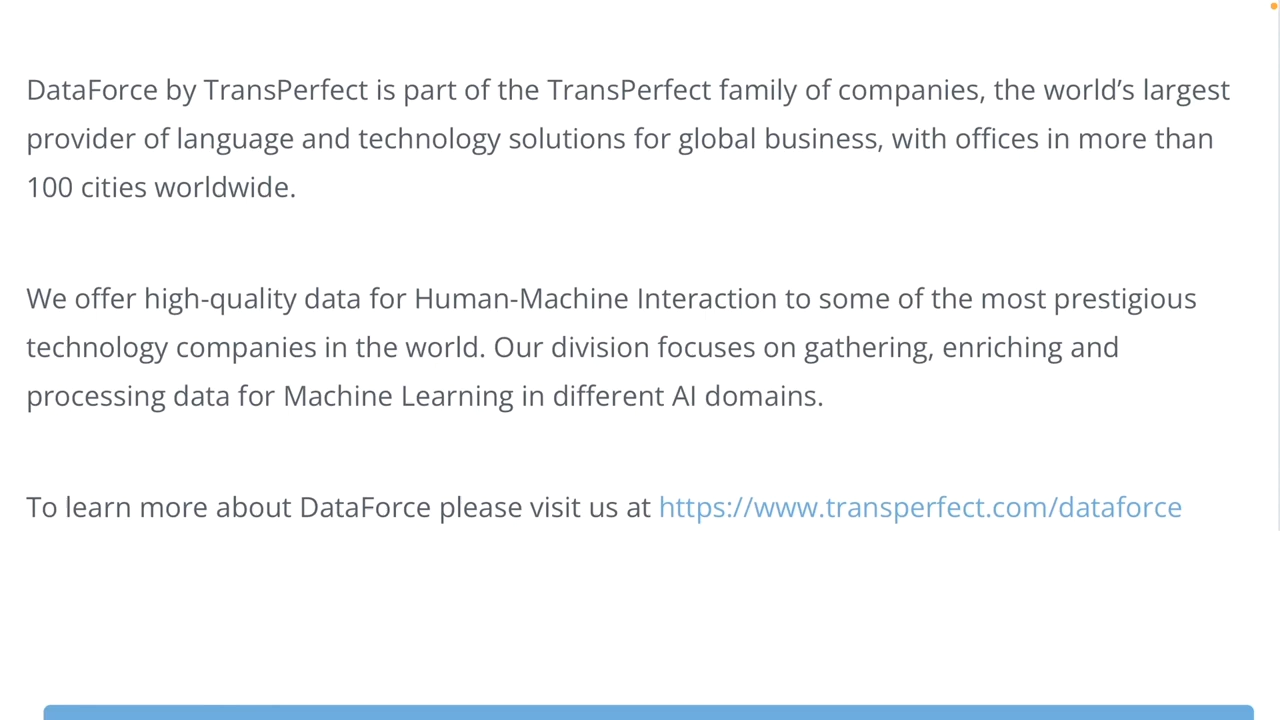 DataForce by TransPerfect is part of the TransPerfect family of companies, the world’s largest
provider of language and technology solutions for global business, with offices in more than
100 cities worldwide.
We offer high-quality data for Human-Machine Interaction to some of the most prestigious
technology companies in the world. Our division focuses on gathering, enriching and
processing data for Machine Learning in different AI domains.
To learn more about DataForce please visit us at https://www.transperfect.com/dataforce